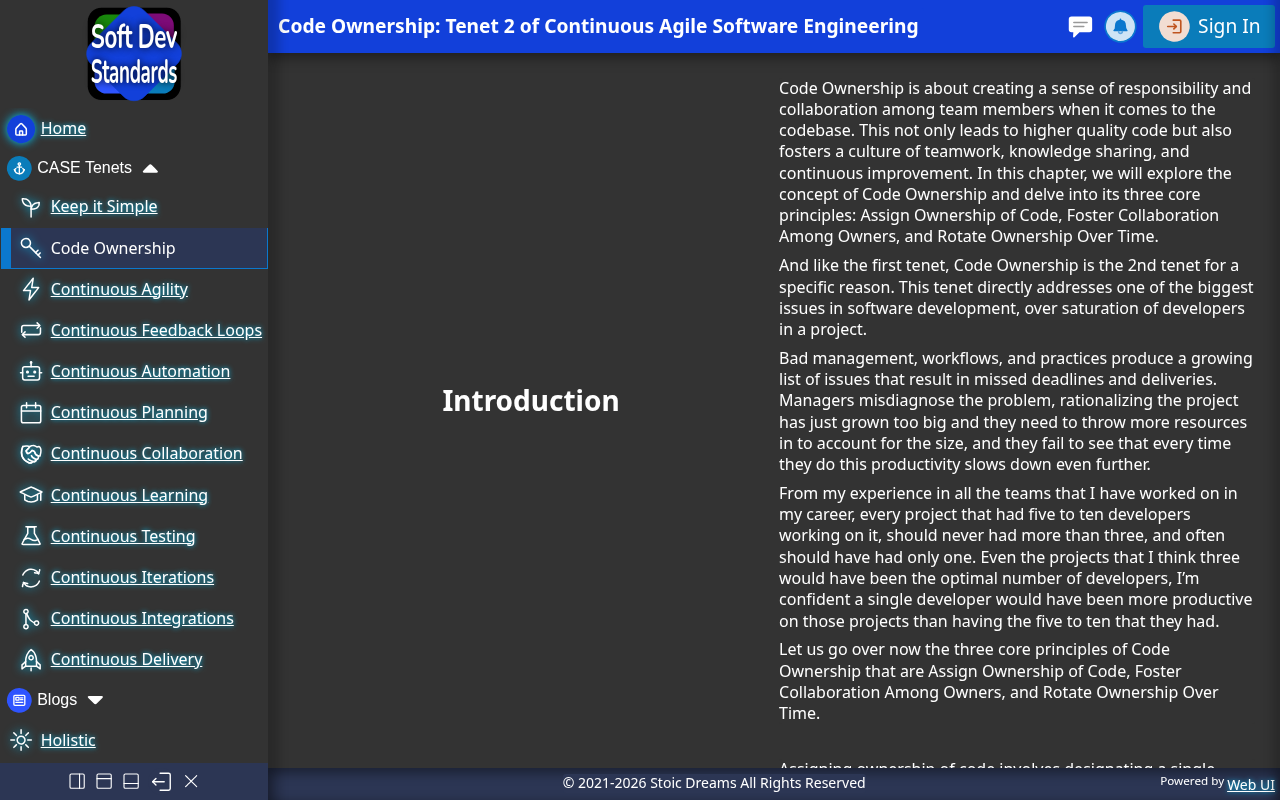 Soft Dev
Standards
Home
CASE Tenets
Keep it Simple
Code Ownership
Continuous Agility
Continuous Feedback Loops
Continuous Automation
Continuous Planning
Continuous Collaboration
Continuous Learning
Continuous Testing
Continuous Iterations
Continuous Integrations
Continuous Delivery
Blogs
Holistic
Code Ownership: Tenet 2 of Continuous Agile Software Engineering
Sign In
Introduction
Code Ownership is about creating a sense of responsibility and
collaboration among team members when it comes to the
codebase. This not only leads to higher quality code but also
fosters a culture of teamwork, knowledge sharing, and
continuous improvement. In this chapter, we will explore the
concept of Code Ownership and delve into its three core
principles: Assign Ownership of Code, Foster Collaboration
Among Owners, and Rotate Ownership Over Time.
And like the first tenet, Code Ownership is the 2nd tenet for a
specific reason. This tenet directly addresses one of the biggest
issues in software development, over saturation of developers
in a project.
Bad management, workflows, and practices produce a growing
list of issues that result in missed deadlines and deliveries.
Managers misdiagnose the problem, rationalizing the project
has just grown too big and they need to throw more resources
in to account for the size, and they fail to see that every time
they do this productivity slows down even further.
From my experience in all the teams that I have worked on in
my career, every project that had five to ten developers
working on it, should never had more than three, and often
should have had only one. Even the projects that I think three
would have been the optimal number of developers, I'm
confident a single developer would have been more productive
on those projects than having the five to ten that they had.
Let us go over now the three core principles of Code
Ownership that are Assign Ownership of Code, Foster
Collaboration Among Owners, and Rotate Ownership Over
Time.
Assigning ownership of code involves designating a single
© 2021-2026 Stoic Dreams All Rights Reserved
Powered by Web UI